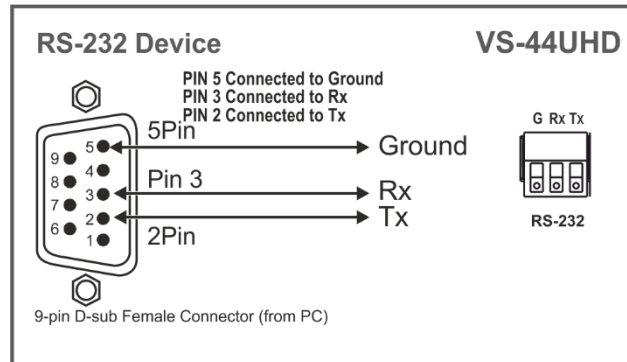 RS-232 Device
VS-44UHD
PIN 5 Connected to Ground
PIN 3 Connected to Rx
PIN 2 Connected to Tx
5Pin
Ground
Pin 3
Rx
Tx
2Pin
5
9
4
8
3
7
2
6
1
G Rx Tx
RS-232
9-pin D-sub Female Connector (from PC)